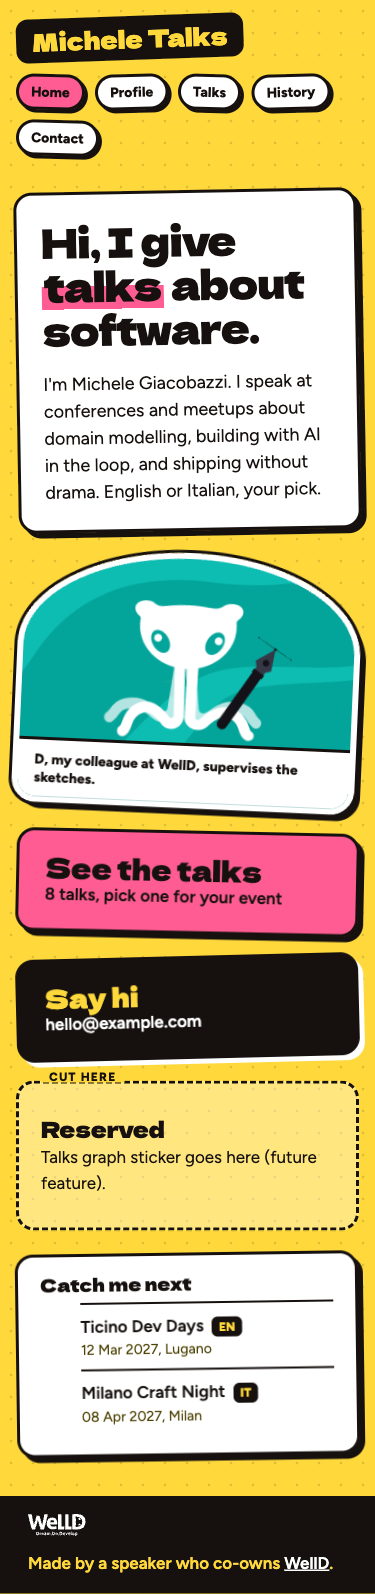 Michele Talks
Home Profile Talks History
Contact
Hi, I give
talks about
software.
I'm Michele Giacobazzi. I speak at
conferences and meetups about
domain modelling, building with AI
in the loop, and shipping without
drama. English or Italian, your pick.
D, my colleague at WellD, supervises the
sketches.
See the talks
8 talks, pick one for your event
Say hi
hello@example.com
CUT HERE
Reserved
Talks graph sticker goes here (future
feature).
Catch me next
Ticino Dev Days EN
12 Mar 2027, Lugano
Milano Craft Night IT
08 Apr 2027, Milan
WellD
Dream.Do.Develop
Made by a speaker who co-owns WellD.